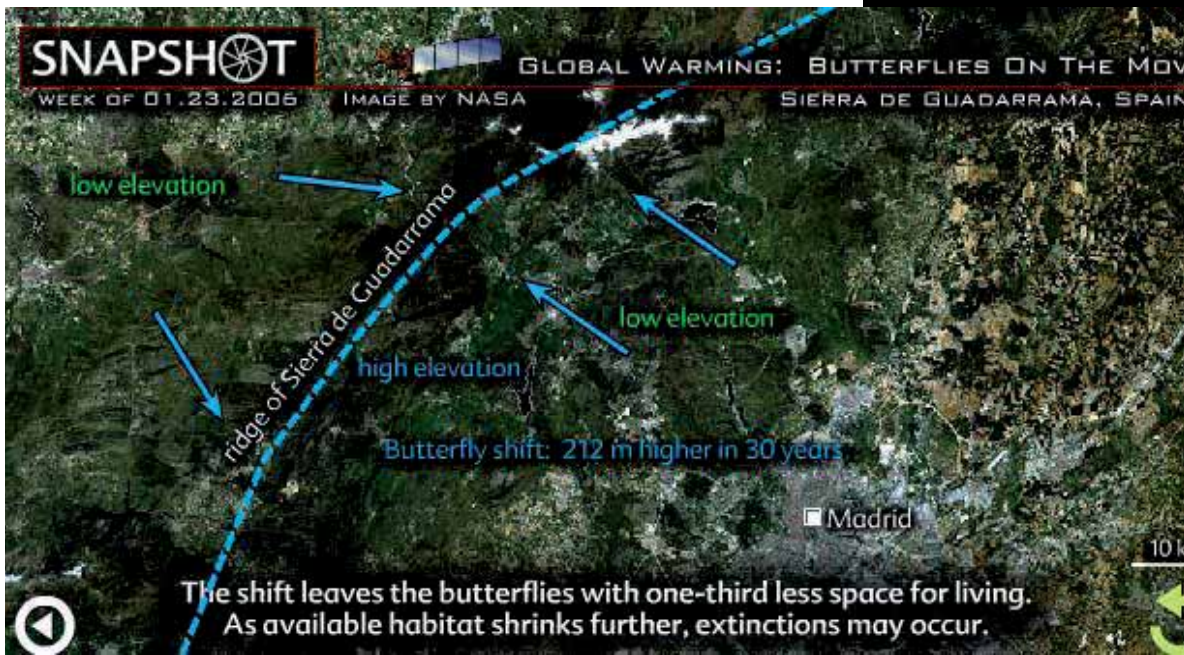 SNAPSHOT
GLOBAL WARMING: BUTTERFLIES ON THE MOV
WEEK OF 01.23.2006 IMAGE BY NASA
SIERRA DE GUADARRAMA, SPAIN
low elevation
ridge of Sierra de Guadarrama
low elevation
high elevation
Butterfly shift: 212 m higher in 30 years
Madrid
10 k
The shift leaves the butterflies with one-third less space for living.
As available habitat shrinks further, extinctions may occur.